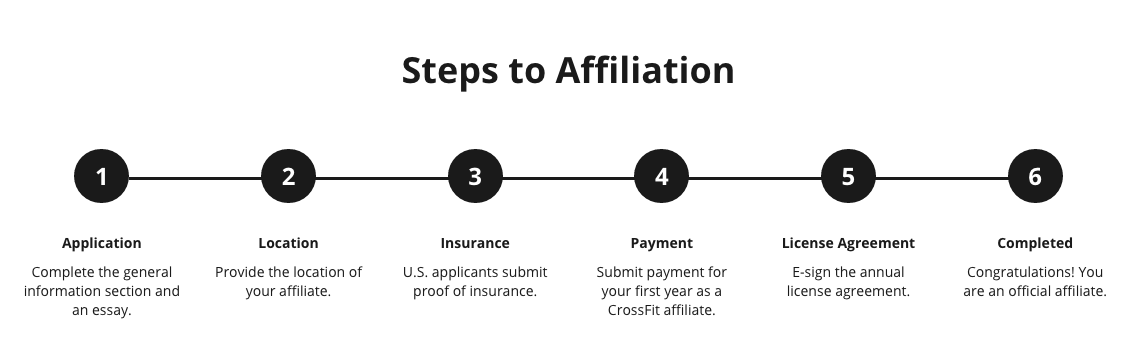 Steps to Affiliation
1
2
3
4
5
6
Application
Complete the general
information section and
an essay.
Location
Provide the location of
your affiliate.
Insurance
U.S. applicants submit
proof of insurance.
Payment
Submit payment for
your first year as a
CrossFit affiliate.
License Agreement
E-sign the annual
license agreement.
Completed
Congratulations! You
are an official affiliate.